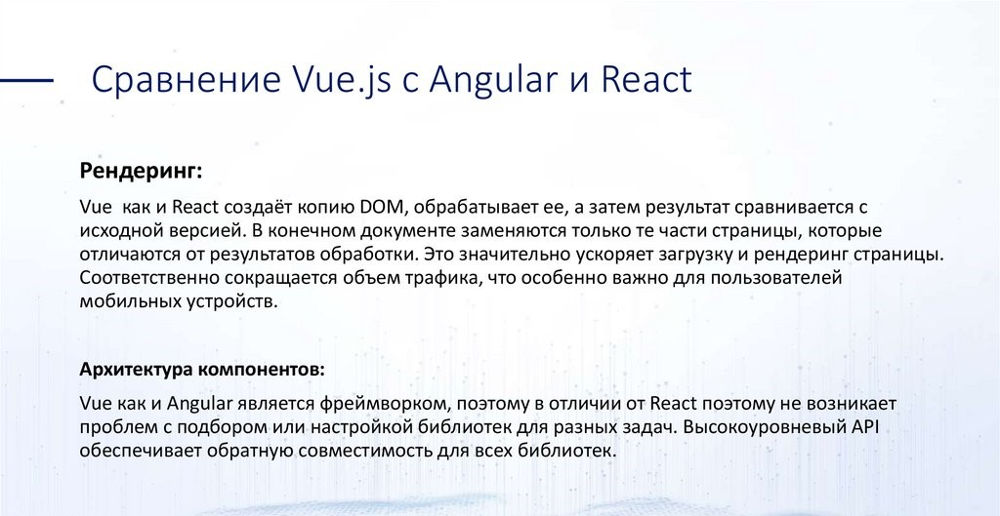 Сравнение Vue.js с Angular и React
Рендеринг:
Vue как и React создаёт копию DOM, обрабатывает ее, а затем результат сравнивается с
исходной версией. В конечном документе заменяются только те части страницы, которые
отличаются от результатов обработки. Это значительно ускоряет загрузку и рендеринг страницы.
Соответственно сокращается объем трафика, что особенно важно для пользователей
мобильных устройств.
Архитектура компонентов:
Vue как и Angular является фреймворком, поэтому в отличии от React поэтому не возникает
проблем с подбором или настройкой библиотек для разных задач. Высокоуровневый API
обеспечивает обратную совместимость для всех библиотек.